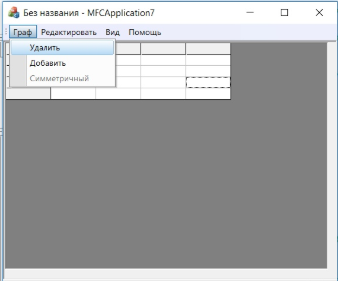 Без названия - MFCApplication7
Граф Редактировать Вид Помощь
Удалить
Добавить
Симметричный